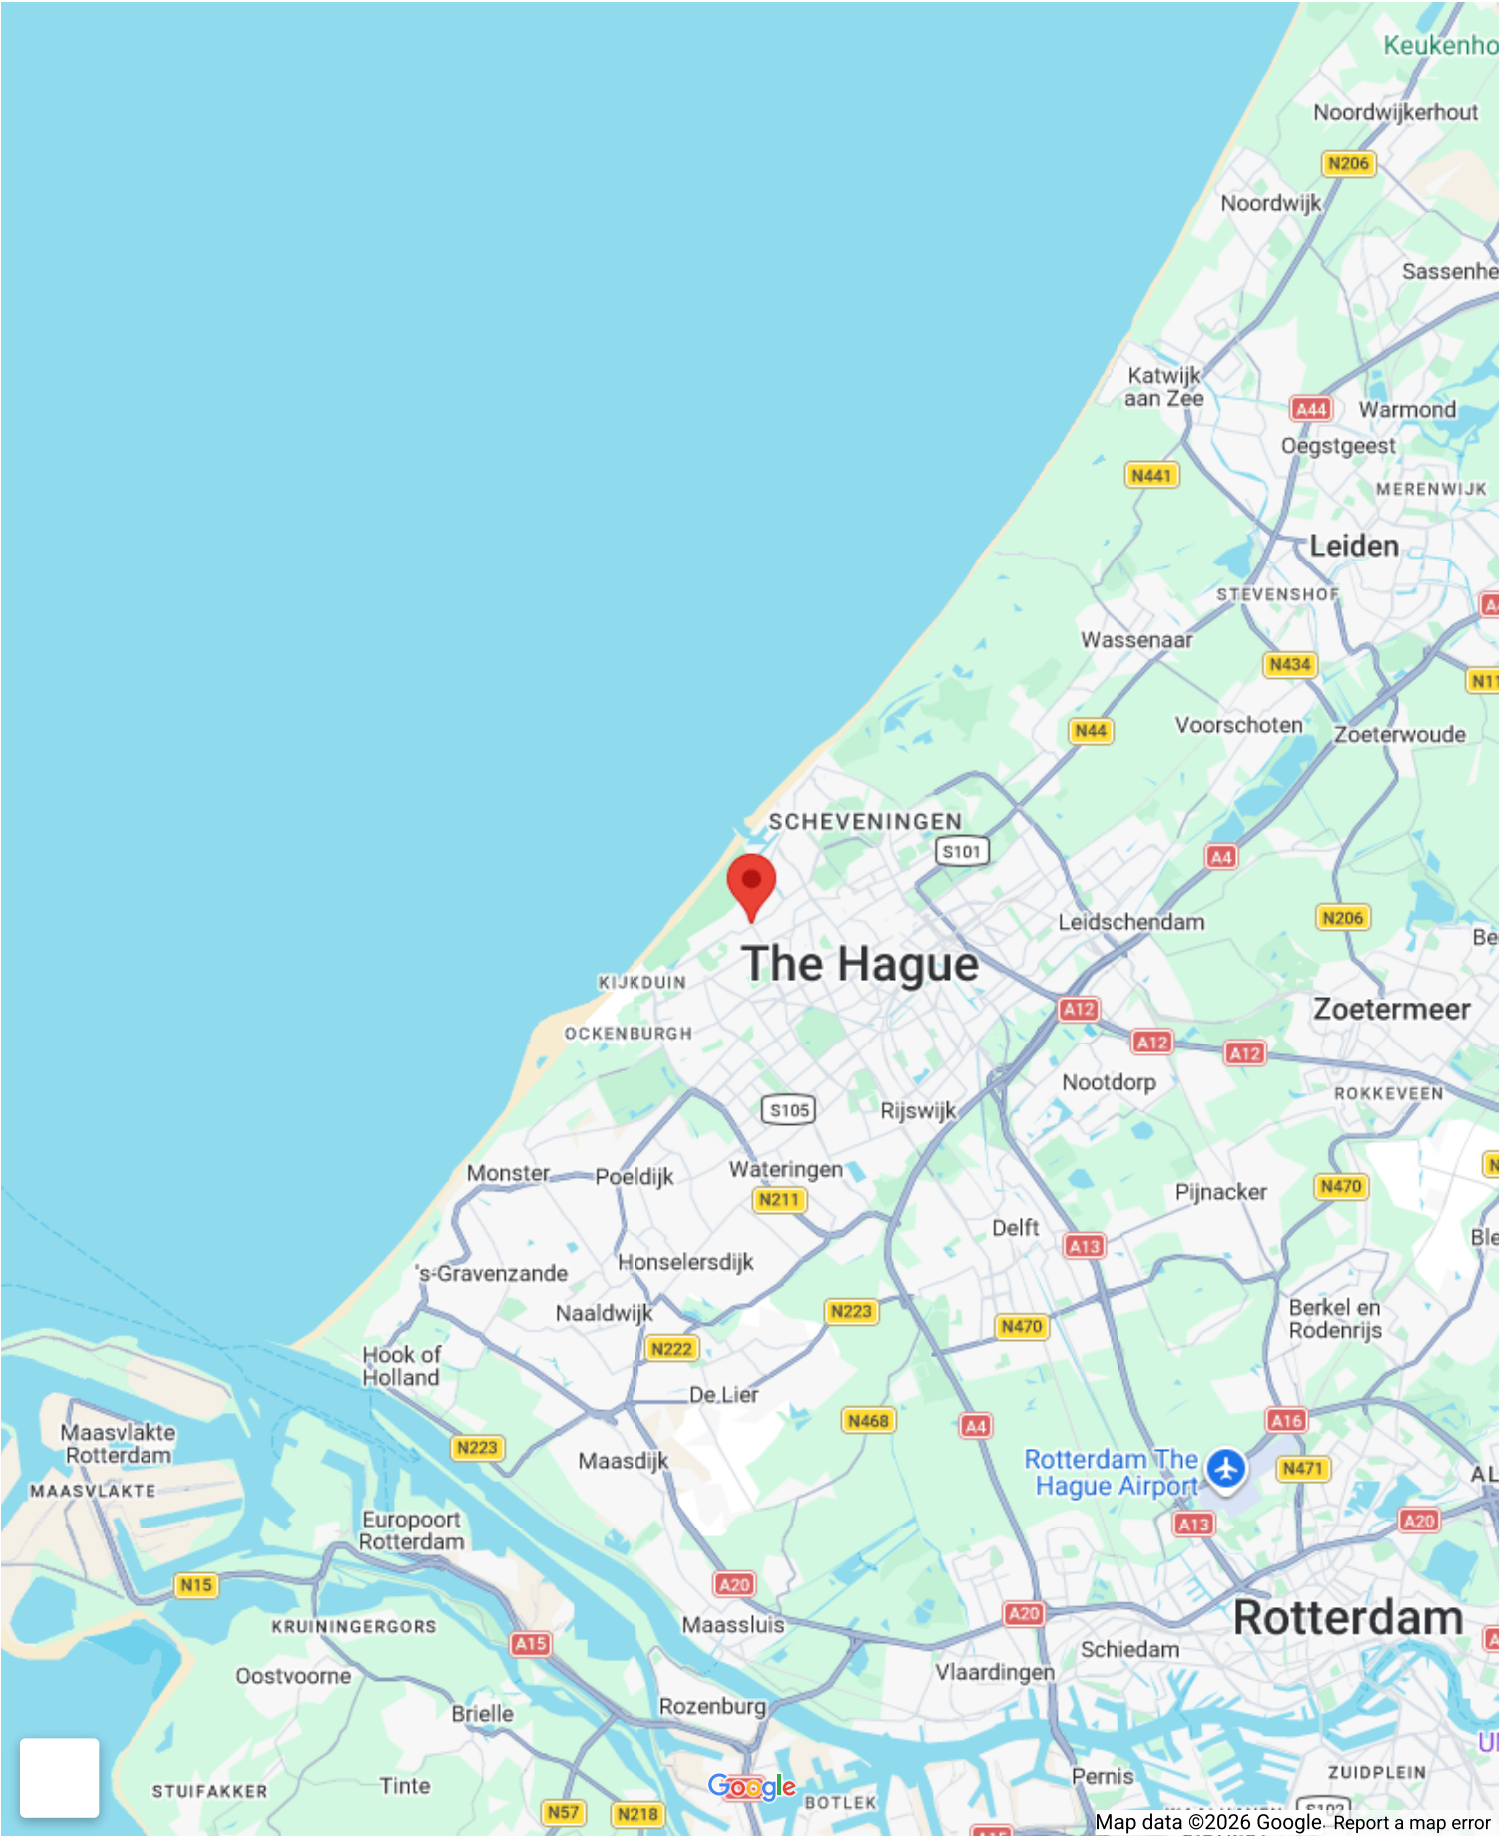 Keukenho
Noordwijkerhout
N206
Noordwijk
Sassenhe
Katwijk
aan Zee
A44
Warmond
Oegstgeest
N441
MERENWIJK
Leiden
STEVENSHOF
Wassenaar
N434
N11
Voorschoten
N44
Zoeterwoude
SCHEVENINGEN
S101
A4
Leidschendam
N206
Be
The Hague
KIJKDUIN
Zoetermeer
A12
OCKENBURGH
A12
A12
Nootdorp
ROKKEVEEN
S105
Rijswijk
Monster
Poeldijk
Wateringen
N
N211
Pijnacker
N470
Delft
A13
Ble
Honselersdijk
's-Gravenzande
Naaldwijk
N223
Berkel en
Rodenrijs
N470
N222
Hook of
Holland
De Lier
N468
A4
A16
Maasvlakte
Rotterdam
N223
Maasdijk
Rotterdam The
Hague Airport
N471
AL
MAASVLAKTE
Europoort
Rotterdam
A13
A20
N15
A20
A20
Rotterdam
KRUININGERGORS
Maassluis
A15
Schiedam
Oostvoorne
Vlaardingen
Rozenburg
Brielle
STUIFAKKER
Tinte
Google
Pernis
ZUIDPLEIN
N57
N218
BOTLEK
Map data ©2026 Google
Report a map error